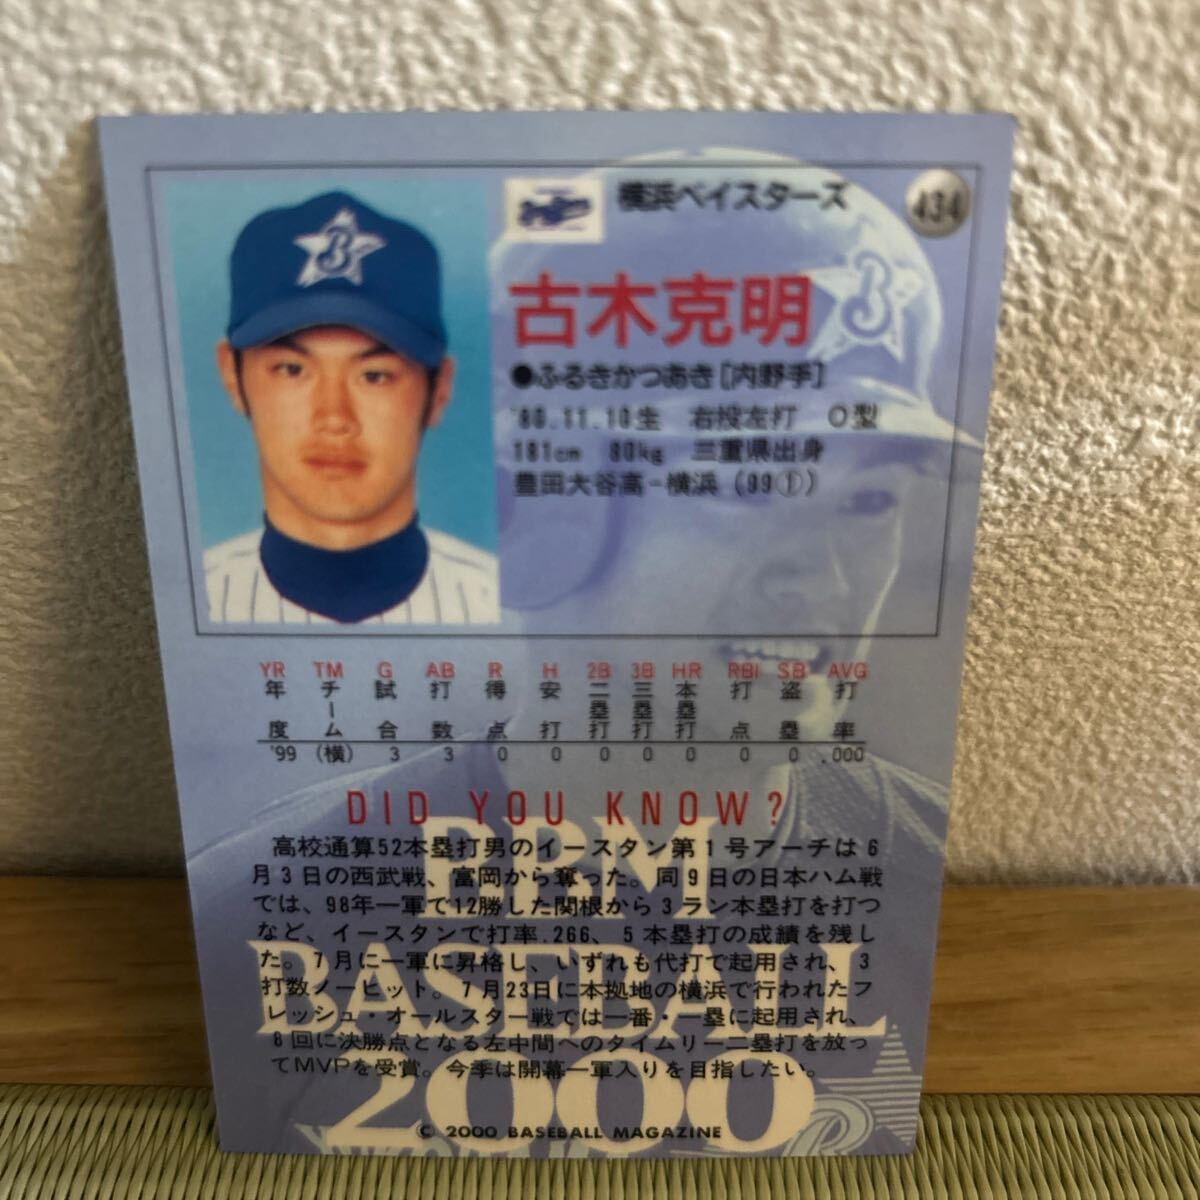 横浜ベイスターズ
434
古木克明
●ふるきかつあき[内野手]
'80.11.10生 右投左打 O型
181cm 80kg 三重県出身
豊田大谷高-横浜(99①)
YR TM G AB R H 2B 3B HR RBI SB AVG
年度 チーム 試合 打数 得点 安打 二塁打 三塁打 本塁打 打点 盗塁 打率
'99 (横) 3 3 0 0 0 0 0 0 0 .000
DID YOU KNOW?
高校通算52本塁打男のイースタン第1号アーチは6
月3日の西武戦、富岡から奪った。同9日の日本ハム戦
では、98年一軍で12勝した関根から3ラン本塁打を打つ
など、イースタンで打率.266、5本塁打の成績を残し
た。7月に一軍に昇格し、いずれも代打で起用され、3
打数ノーヒット。7月23日に本拠地の横浜で行われたフ
レッシュ・オールスター戦では一番・一塁に起用され、
8回に決勝点となる左中間へのタイムリー二塁打を放っ
てMVPを受賞。今季は開幕一軍入りを目指したい。
BBM
BASEBALL
2000
© 2000 BASEBALL MAGAZINE